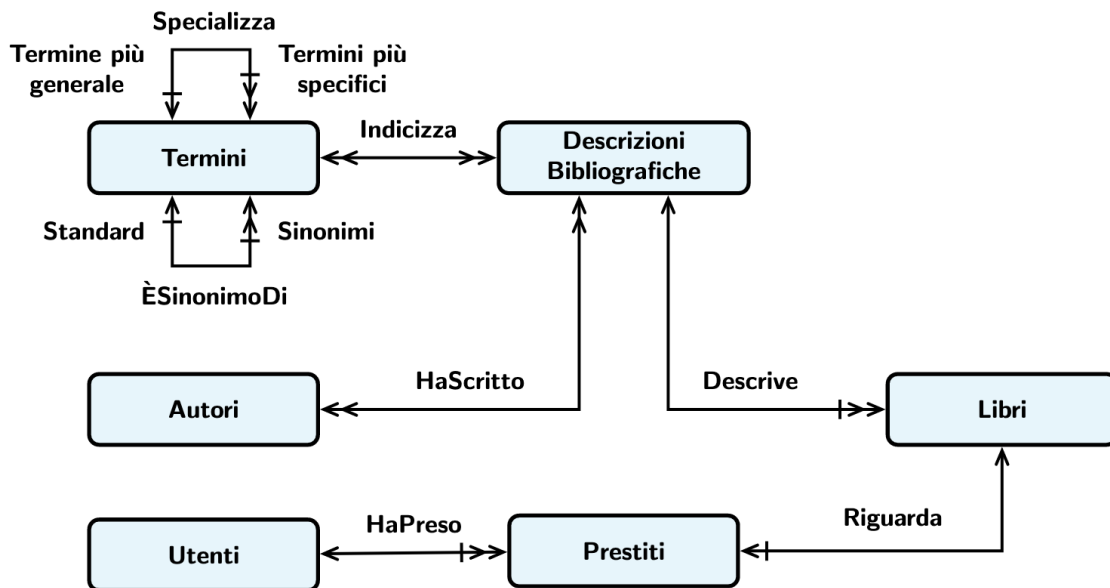 Specializza
Termine più
generale
Termini più
specifici
Termini
Indicizza
Descrizioni
Bibliografiche
Standard
Sinonimi
ÈSinonimoDi
Autori
HaScritto
Descrive
Libri
Utenti
HaPreso
Prestiti
Riguarda